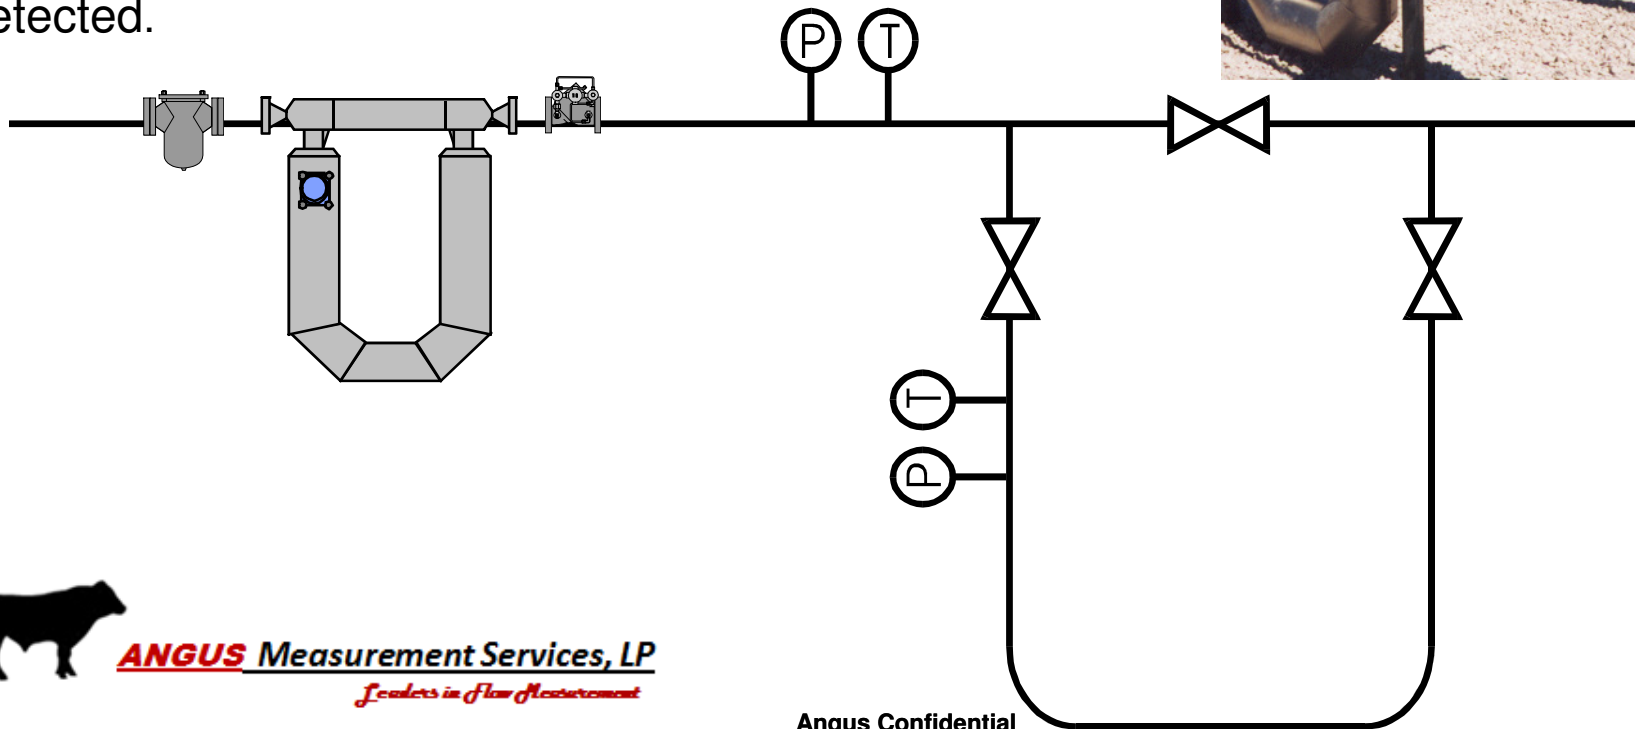 etected.
P T
T
P
ANGUS Measurement Services, LP
Leaders in Flow Measurement
Angus Confidential